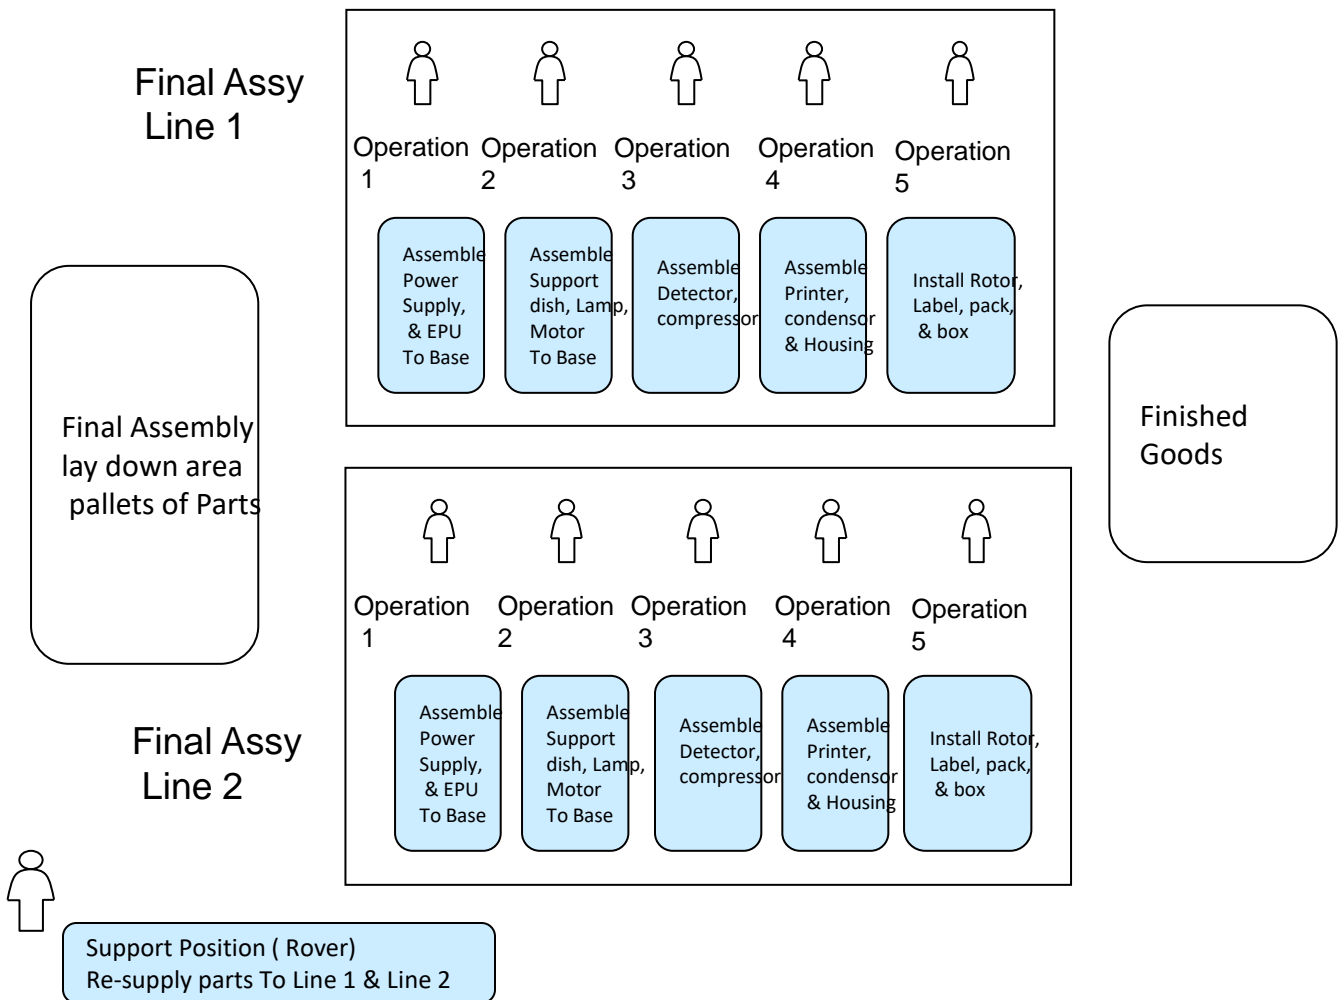 Final Assy
Line 1
Operation
1
Operation
2
Operation
3
Operation
4
Operation
5
Assemble
Power
Supply,
& EPU
To Base
Assemble
Support
dish, Lamp,
Motor
To Base
Assemble
Detector,
compressor
Assemble
Printer,
condensor
& Housing
Install Rotor,
Label, pack,
& box
Final Assembly
lay down area
pallets of Parts
Finished
Goods
Final Assy
Line 2
Operation
1
Operation
2
Operation
3
Operation
4
Operation
5
Assemble
Power
Supply,
& EPU
To Base
Assemble
Support
dish, Lamp,
Motor
To Base
Assemble
Detector,
compressor
Assemble
Printer,
condensor
& Housing
Install Rotor,
Label, pack,
& box
Support Position ( Rover)
Re-supply parts To Line 1 & Line 2